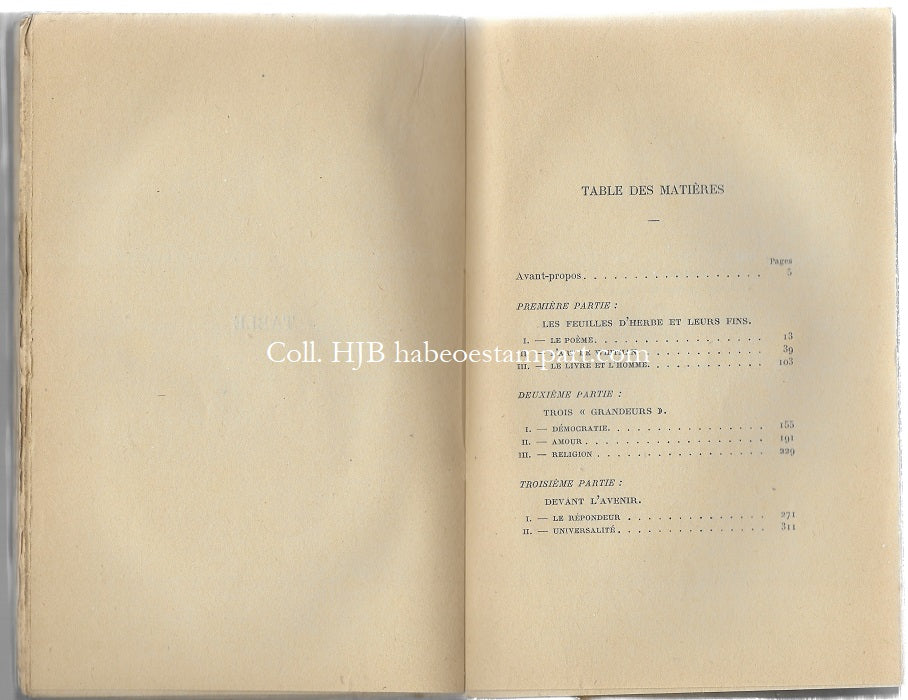 TABLE
TABLE DES MATIÈRES
Pages
Avant-propos. . . . . . . . . . . . . . . . . . 5
PREMIÈRE PARTIE :
LES FEUILLES D'HERBE ET LEURS FINS.
I. — LE POÈME. . . . . . . . . . . . . . . . 13
II. — 39
III. — LE LIVRE ET L'HOMME. . . . . . . . . . 103
Coll. HJB habeoestampart.com
DEUXIÈME PARTIE :
TROIS « GRANDEURS ».
I. — DÉMOCRATIE. . . . . . . . . . . . . . 155
II. — AMOUR . . . . . . . . . . . . . . . . 191
III. — RELIGION . . . . . . . . . . . . . . . 229
TROISIÈME PARTIE :
DEVANT L'AVENIR.
I. — LE RÉPONDEUR . . . . . . . . . . . . 271
II. — UNIVERSALITÉ. . . . . . . . . . . . . 311